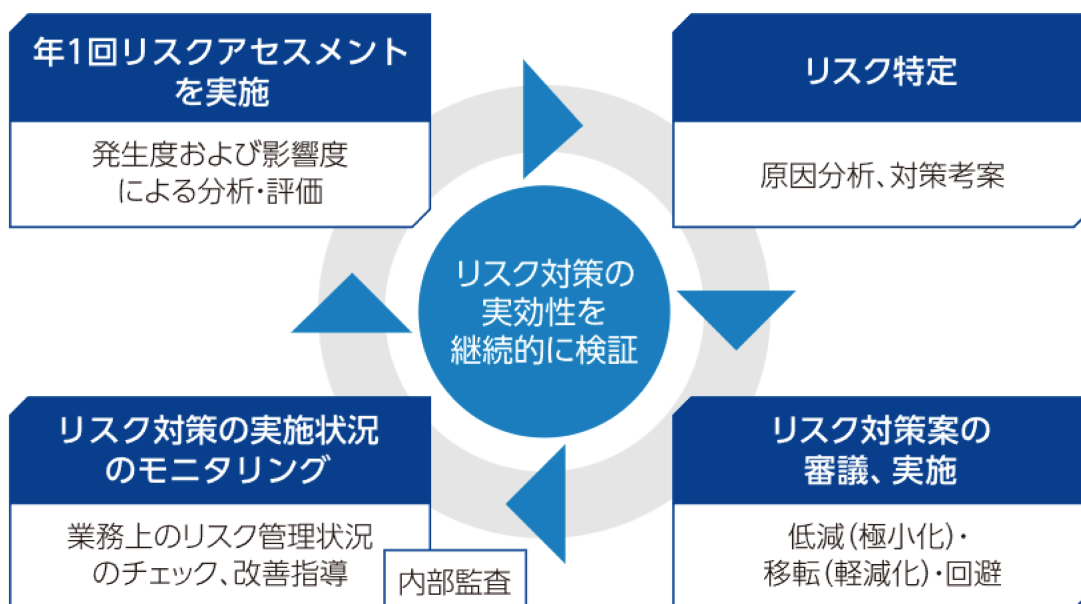 年1回リスクアセスメント
を実施
発生度および影響度
による分析・評価
リスク特定
原因分析、対策考案
リスク対策の
実効性を
継続的に検証
リスク対策の実施状況
のモニタリング
業務上のリスク管理状況
のチェック、改善指導
内部監査
リスク対策案の
審議、実施
低減(極小化)・
移転(軽減化)・回避